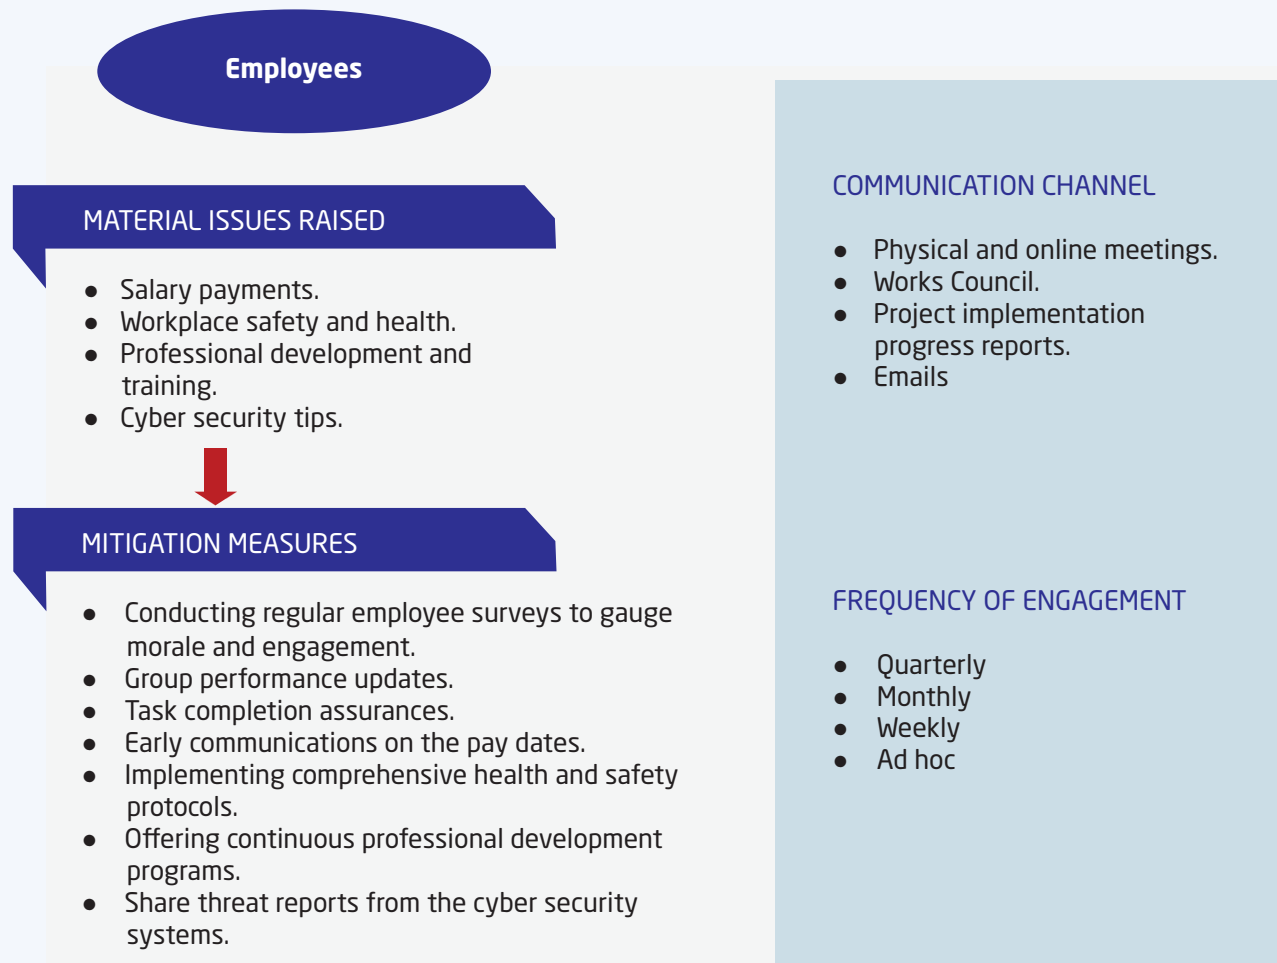 Employees
MATERIAL ISSUES RAISED
● Salary payments.
● Workplace safety and health.
● Professional development and
training.
● Cyber security tips.
MITIGATION MEASURES
● Conducting regular employee surveys to gauge
morale and engagement.
● Group performance updates.
● Task completion assurances.
● Early communications on the pay dates.
● Implementing comprehensive health and safety
protocols.
● Offering continuous professional development
programs.
● Share threat reports from the cyber security
systems.
COMMUNICATION CHANNEL
● Physical and online meetings.
● Works Council.
● Project implementation
progress reports.
● Emails
FREQUENCY OF ENGAGEMENT
● Quarterly
● Monthly
● Weekly
● Ad hoc